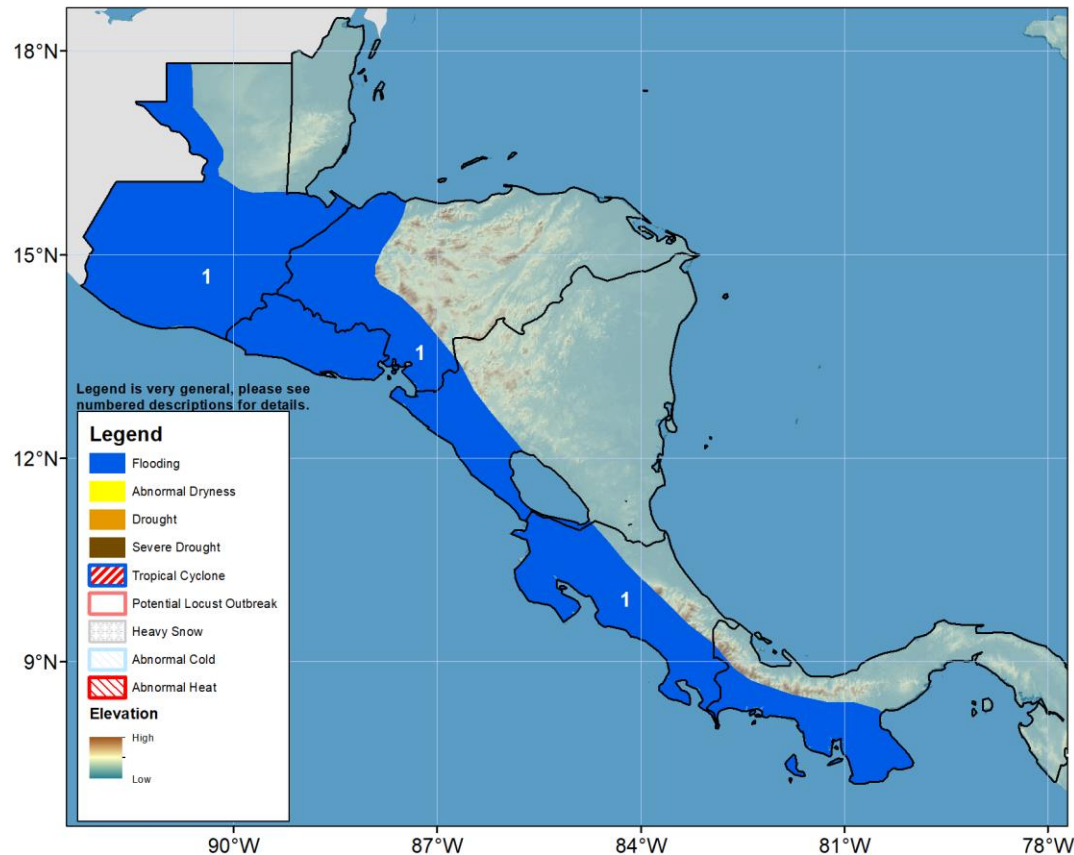 18°N
15°N
1
1
Legend is very general, please see
numbered descriptions for details.
12°N
Legend
Flooding
Abnormal Dryness
Drought
Severe Drought
Tropical Cyclone
Potential Locust Outbreak
Heavy Snow
Abnormal Cold
Abnormal Heat
1
9°N
Elevation
High
Low
90°W
87°W
84°W
81°W
78°W